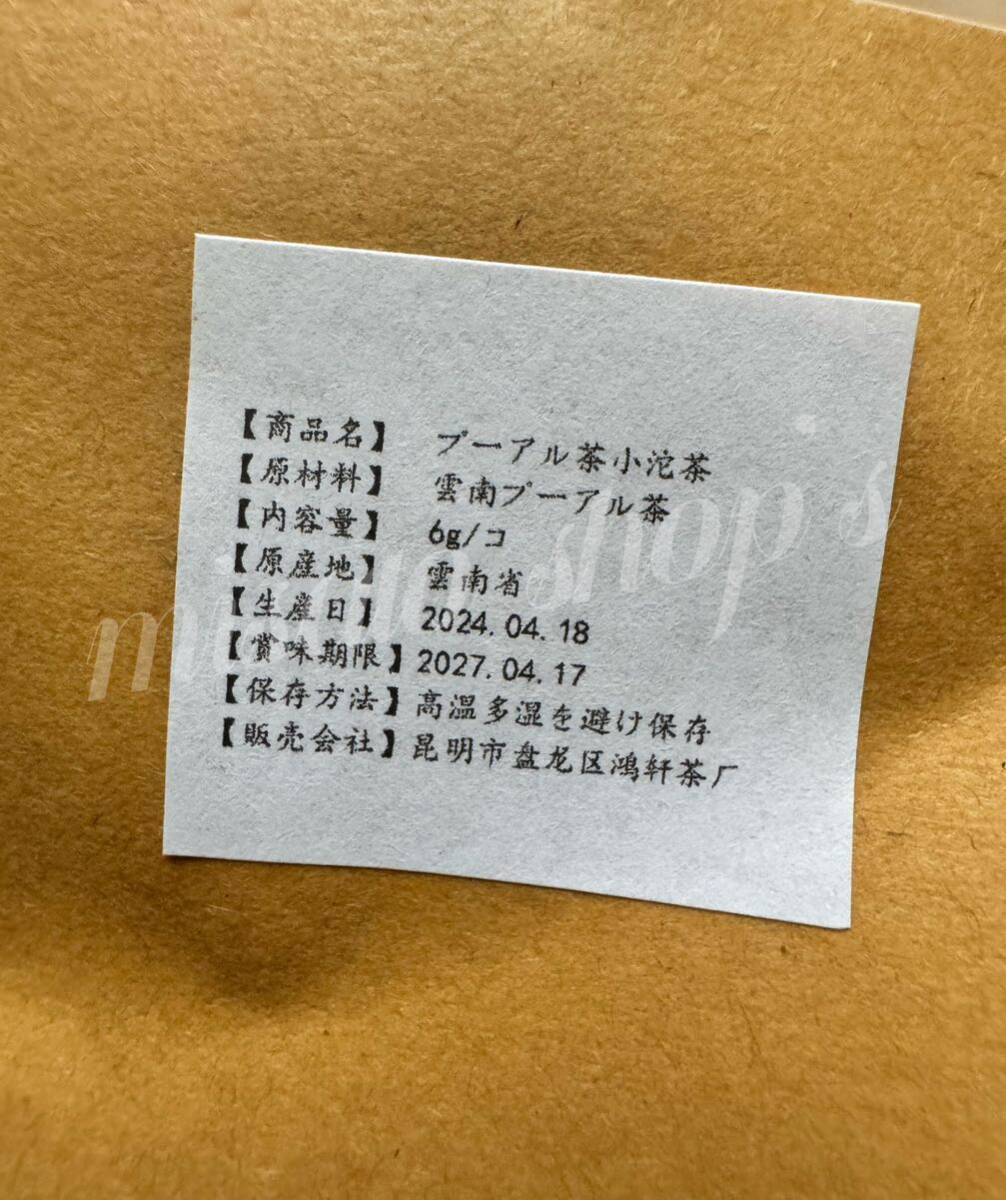 【商品名】 プーアル茶小沱茶
【原材料】 雲南プーアル茶
【内容量】 6g/コ
【原産地】 雲南省
【生産日】 2024.04.18
【賞味期限】2027.04.17
【保存方法】高温多湿を避け保存
【販売会社】昆明市盘龙区鸿轩茶厂
shop's